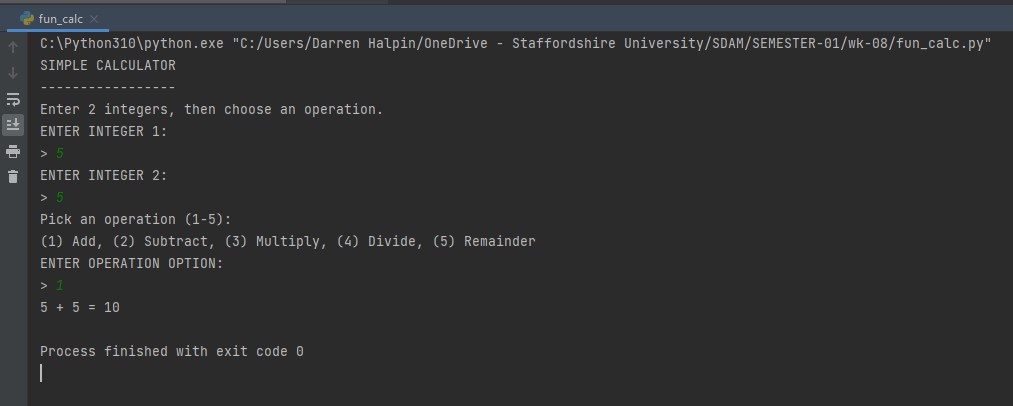 fun_calc
C:\Python310\python.exe "C:/Users/Darren Halpin/OneDrive - Staffordshire University/SDAM/SEMESTER-01/wk-08/fun_calc.py"
SIMPLE CALCULATOR
-----------------
Enter 2 integers, then choose an operation.
ENTER INTEGER 1:
> 5
ENTER INTEGER 2:
> 5
Pick an operation (1-5):
(1) Add, (2) Subtract, (3) Multiply, (4) Divide, (5) Remainder
ENTER OPERATION OPTION:
> 1
5 + 5 = 10
Process finished with exit code 0